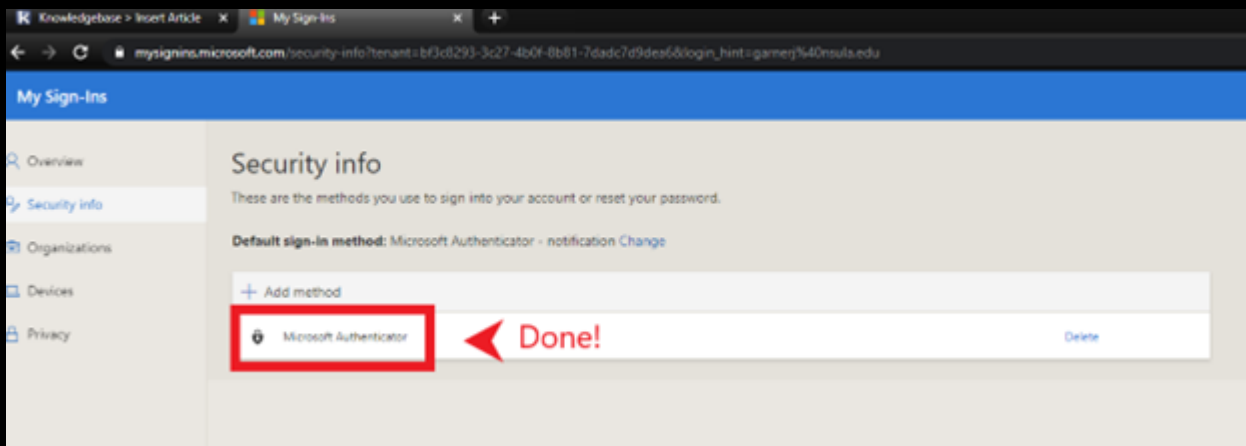 Knowledgebase > Insert Article
My Sign-Ins
mysignins.microsoft.com/security-info?tenant=bf3c8293-3c27-4b0f-8b81-7dadc7d9dea6&login_hint=garnerj%40nsula.edu
My Sign-Ins
Overview
Security info
Organizations
Devices
Privacy
Security info
These are the methods you use to sign into your account or reset your password.
Default sign-in method: Microsoft Authenticator - notification Change
Add method
Microsoft Authenticator
Done!
Delete